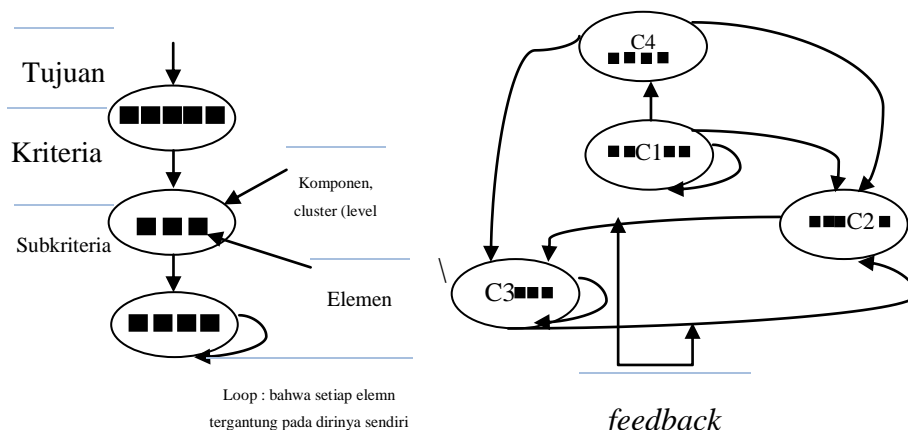 Tujuan
Kriteria
Subkriteria
Komponen,
cluster (level
Elemen
Loop : bahwa setiap elemn
tergantung pada dirinya sendiri
C4
C1
C2
\
C3
feedback